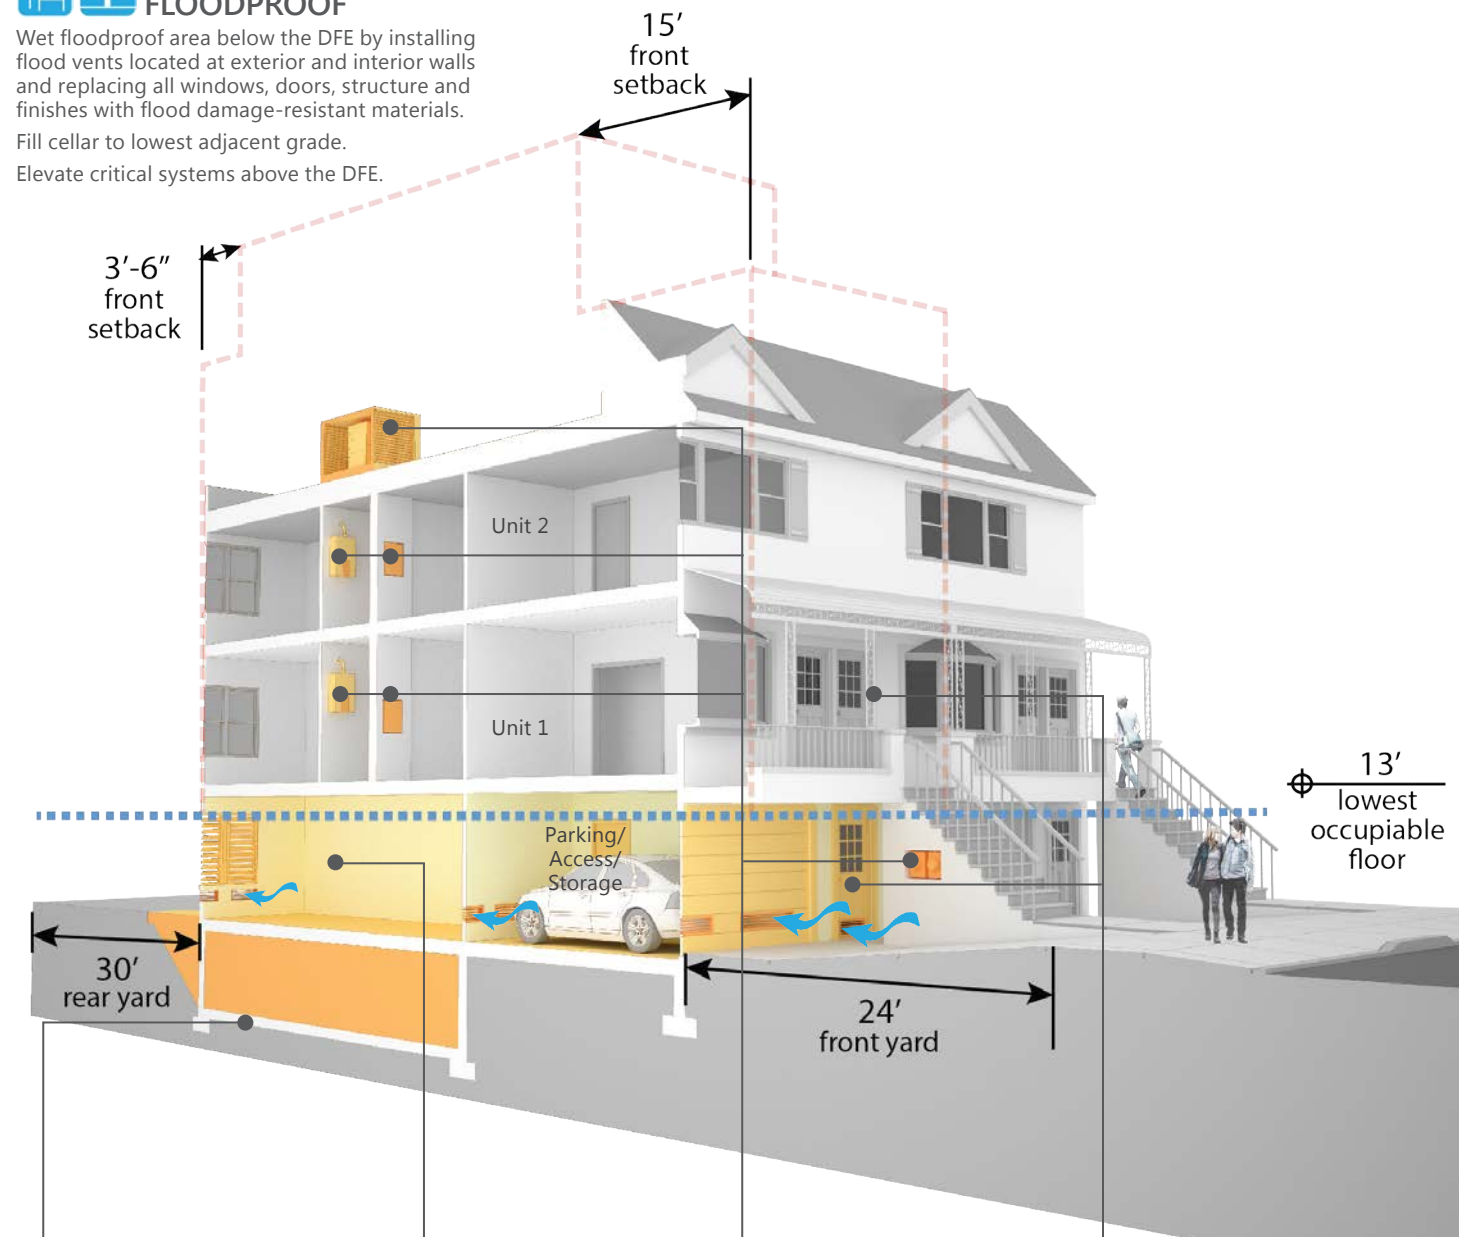 FLOODPROOF
Wet floodproof area below the DFE by installing
flood vents located at exterior and interior walls
and replacing all windows, doors, structure and
finishes with flood damage-resistant materials.
Fill cellar to lowest adjacent grade.
Elevate critical systems above the DFE.
15’
front
setback
3’-6”
front
setback
Unit 2
Unit 1
Parking/
Access/
Storage
13’
lowest
occupiable
floor
30’
rear yard
24’
front yard